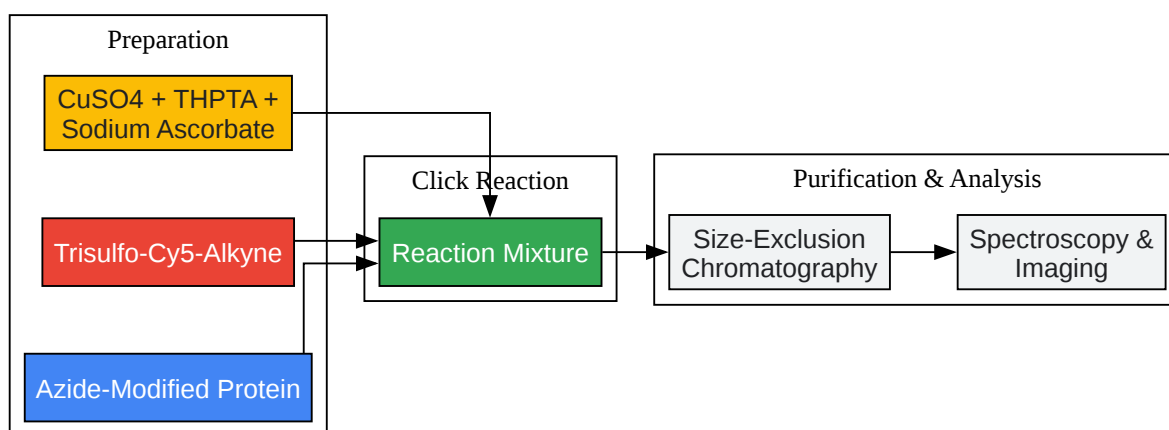 Preparation
CuSO4 + THPTA +
Sodium Ascorbate
Trisulfo-Cy5-Alkyne
Azide-Modified Protein
Click Reaction
Reaction Mixture
Purification & Analysis
Size-Exclusion
Chromatography
Spectroscopy &
Imaging